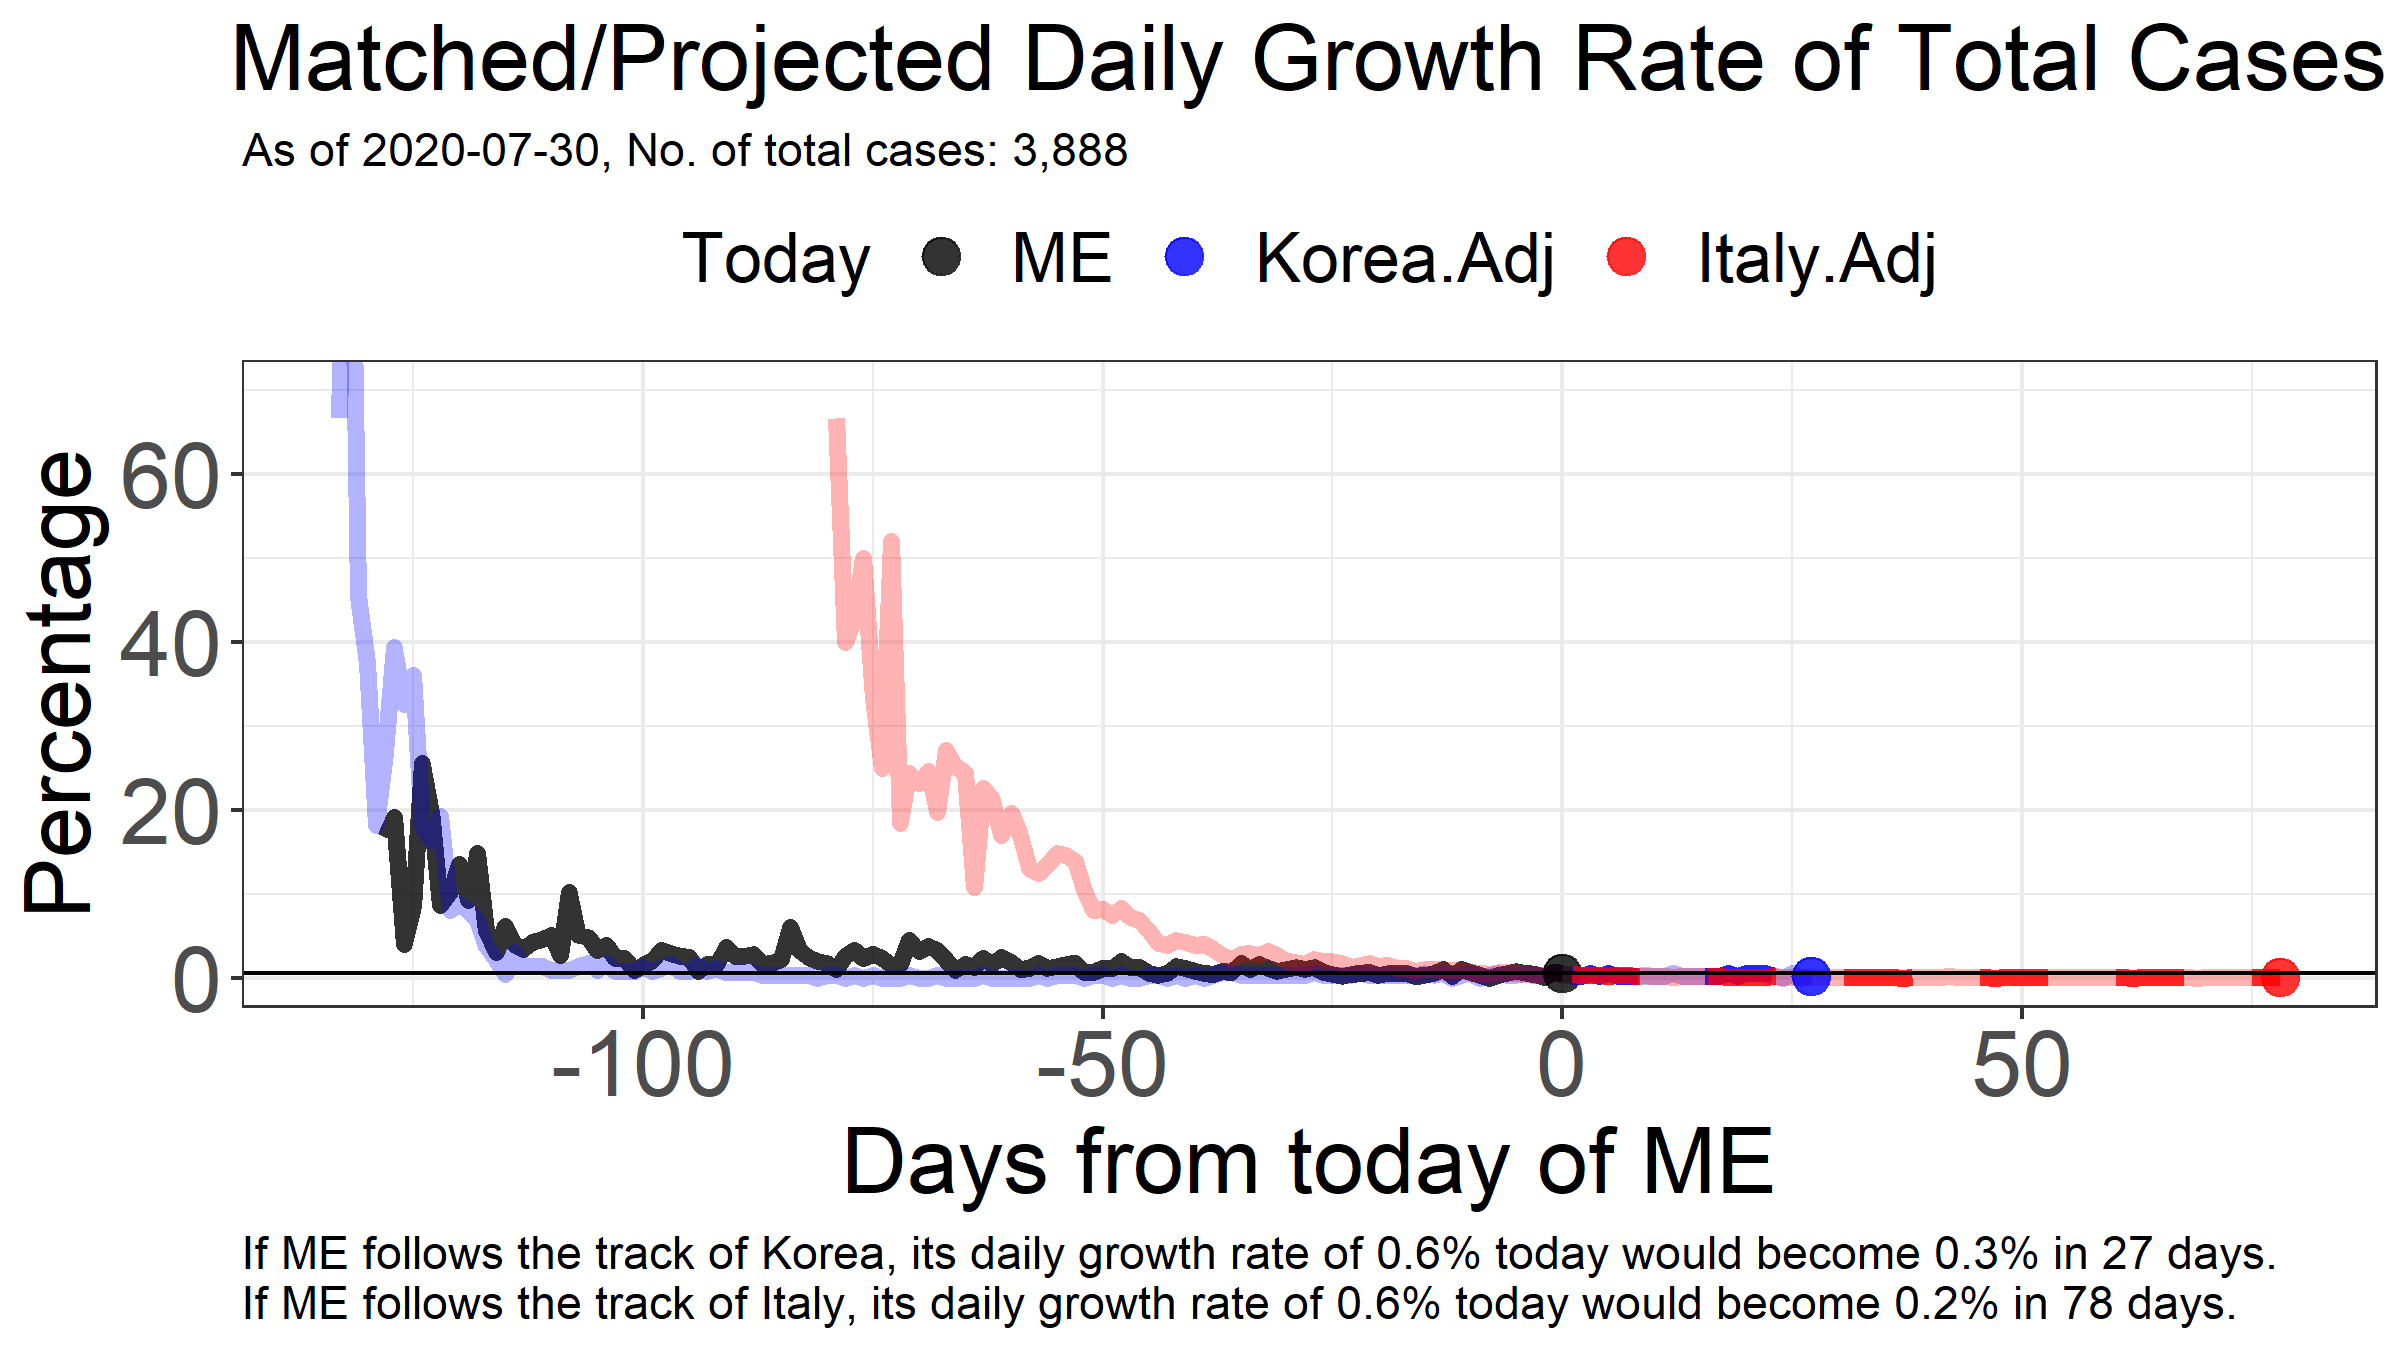 Matched/Projected Daily Growth Rate of Total Cases
As of 2020-07-30, No. of total cases: 3,888
Today ME Korea.Adj Italy.Adj
Percentage
60
40
20
0
-100 -50 0 50
Days from today of ME
If ME follows the track of Korea, its daily growth rate of 0.6% today would become 0.3% in 27 days.
If ME follows the track of Italy, its daily growth rate of 0.6% today would become 0.2% in 78 days.